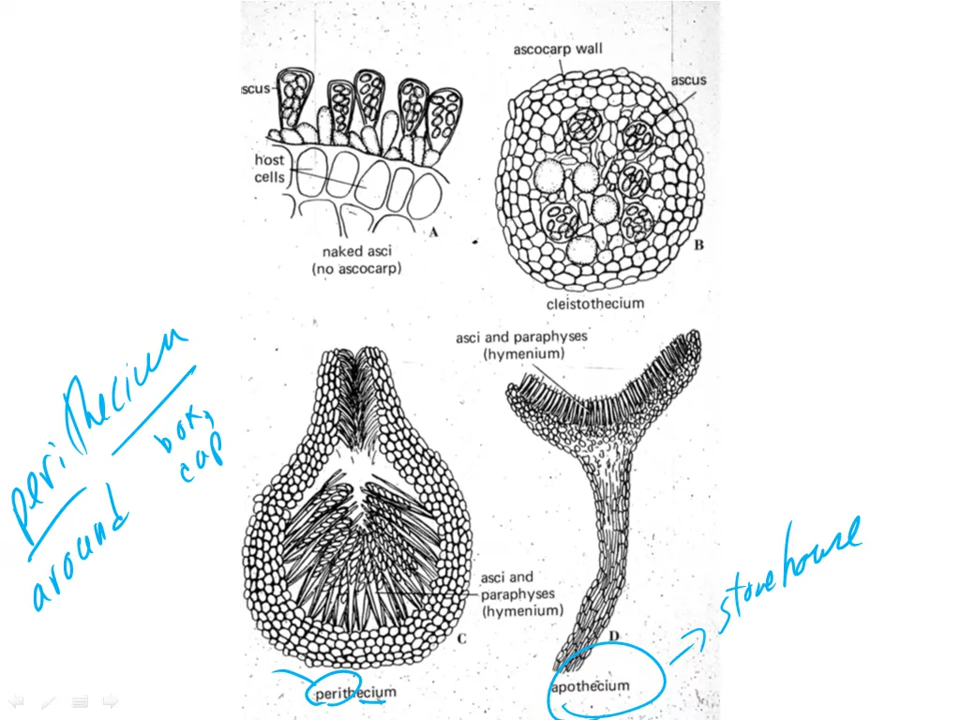 ascocarp wall
ascus
scus
host
cells
A
naked asci
(no ascocarp)
B
cleistothecium
asci and paraphyses
(hymenium)
perithecium
box,
cap
around
asci and
paraphyses
(hymenium)
C
D
storehouse
perithecium
apothecium